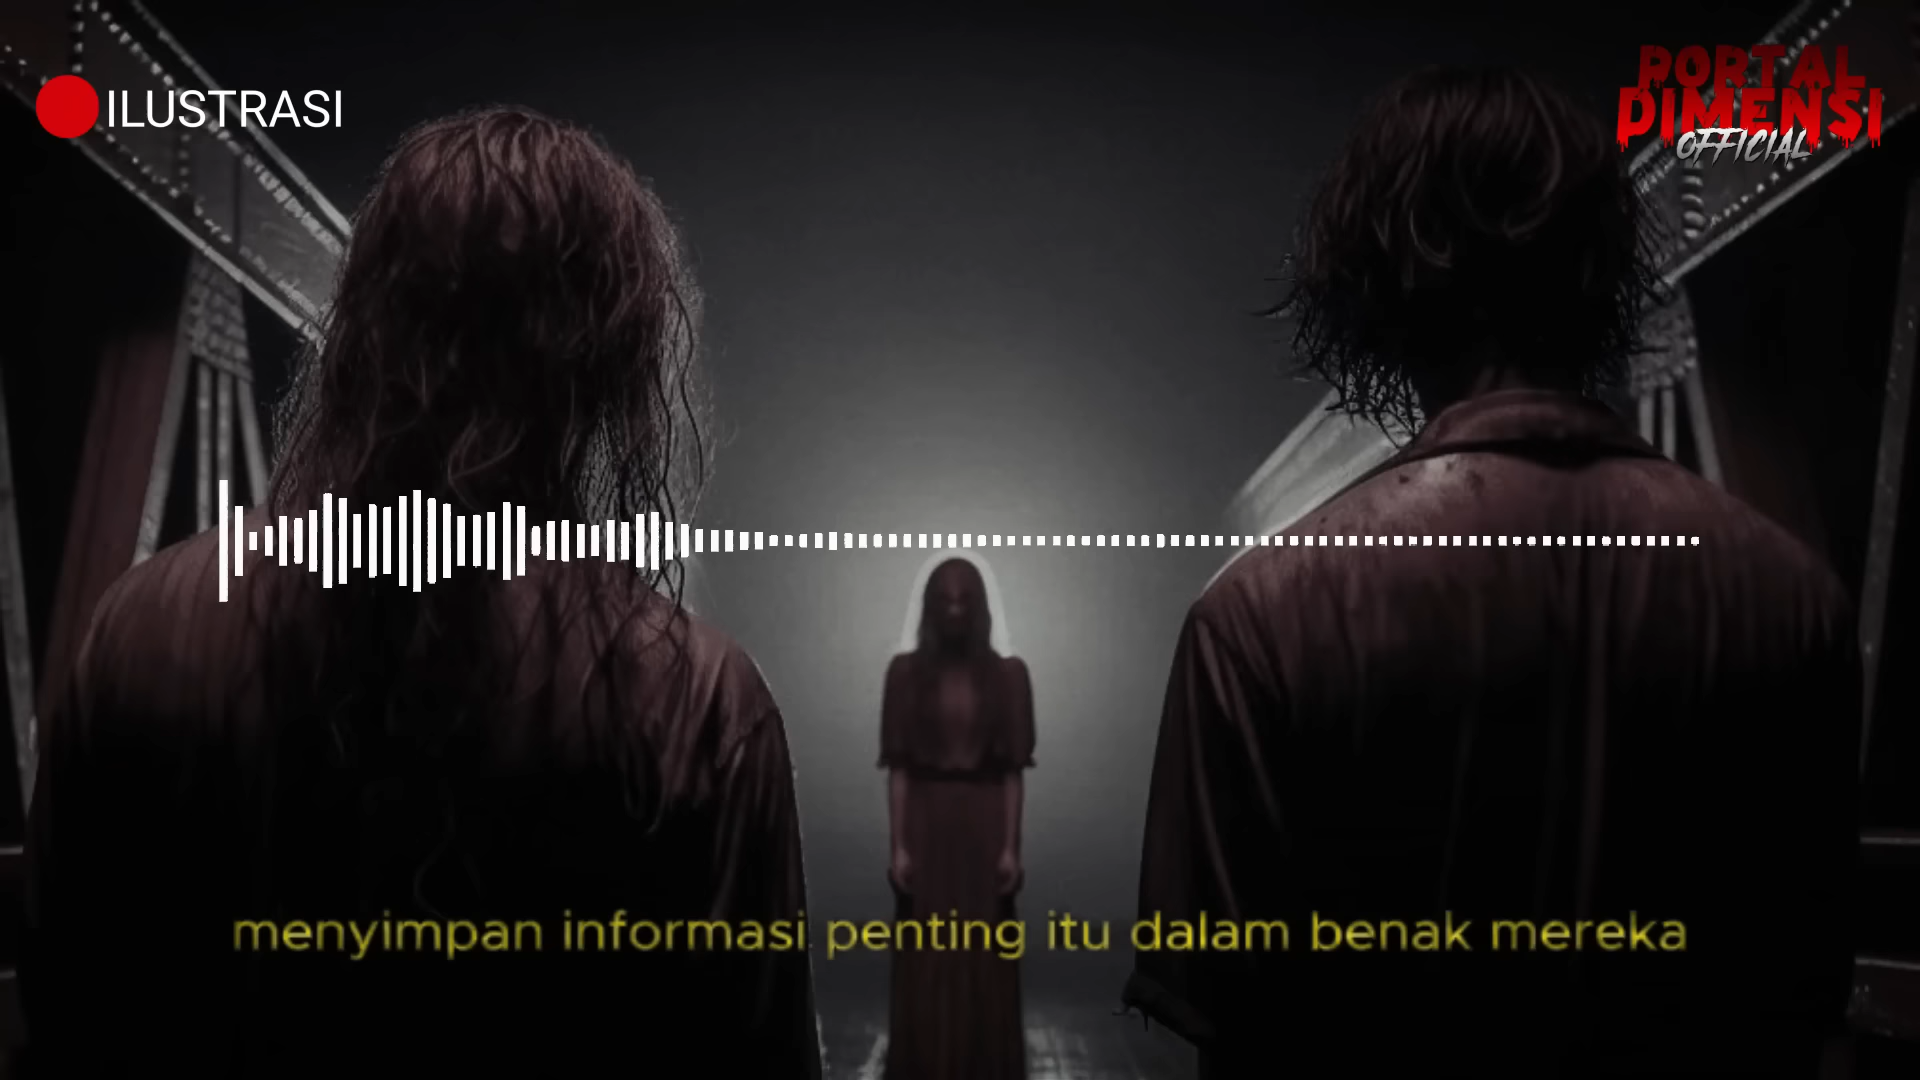 ILUSTRASI
PORTAL
DIMENSI
OFFICIAL
menyimpan informasi penting itu dalam benak mereka